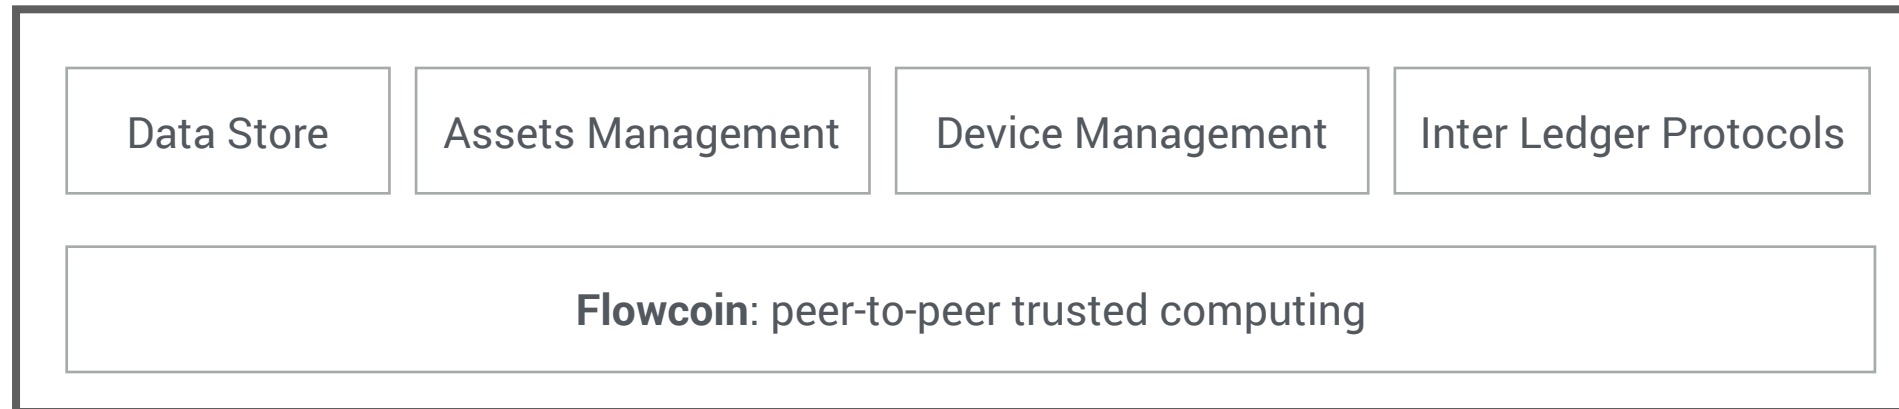 Data Store
Assets Management
Device Management
Inter Ledger Protocols
Flowcoin: peer-to-peer trusted computing